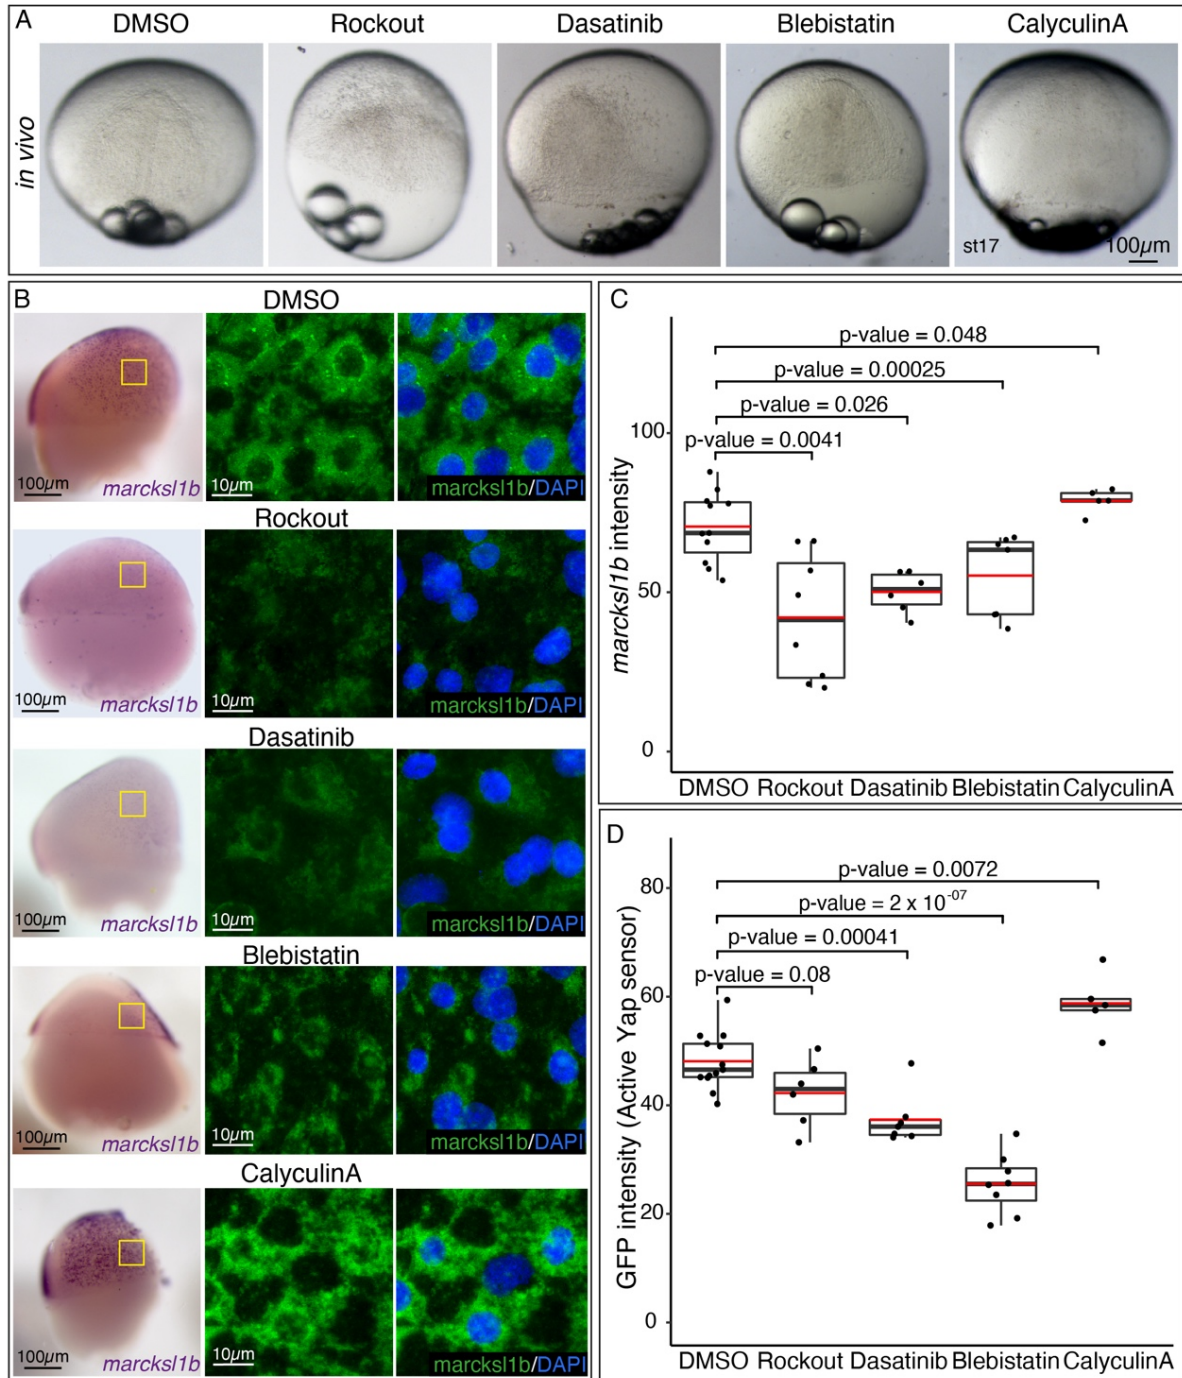 A
DMSO Rockout Dasatinib Blebistatin CalyculinA
in vivo
st17 100µm
B
DMSO
100µm marcksl1b 10µm marcksl1b/DAPI
Rockout
100µm marcksl1b 10µm marcksl1b/DAPI
Dasatinib
100µm marcksl1b 10µm marcksl1b/DAPI
Blebistatin
100µm marcksl1b 10µm marcksl1b/DAPI
CalyculinA
100µm marcksl1b 10µm marcksl1b/DAPI
C
p-value = 0.048
p-value = 0.00025
p-value = 0.026
p-value = 0.0041
marcksl1b intensity
100
50
0
DMSO Rockout Dasatinib Blebistatin CalyculinA
D
p-value = 0.0072
p-value = 2 x 10⁻⁰⁷
p-value = 0.00041
p-value = 0.08
GFP intensity (Active Yap sensor)
80
60
40
20
0
DMSO Rockout Dasatinib Blebistatin CalyculinA